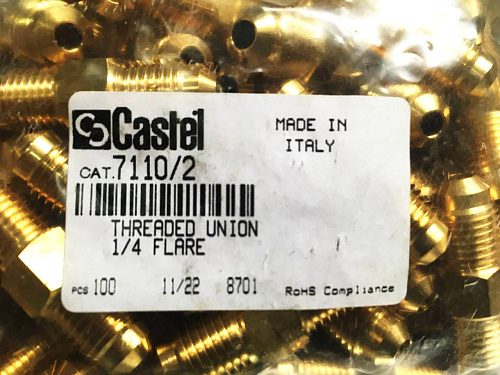 Castel
MADE IN
ITALY
CAT. 7110/2
THREADED UNION
1/4 FLARE
PCS 100 11/22 8701 RoHS Compliance